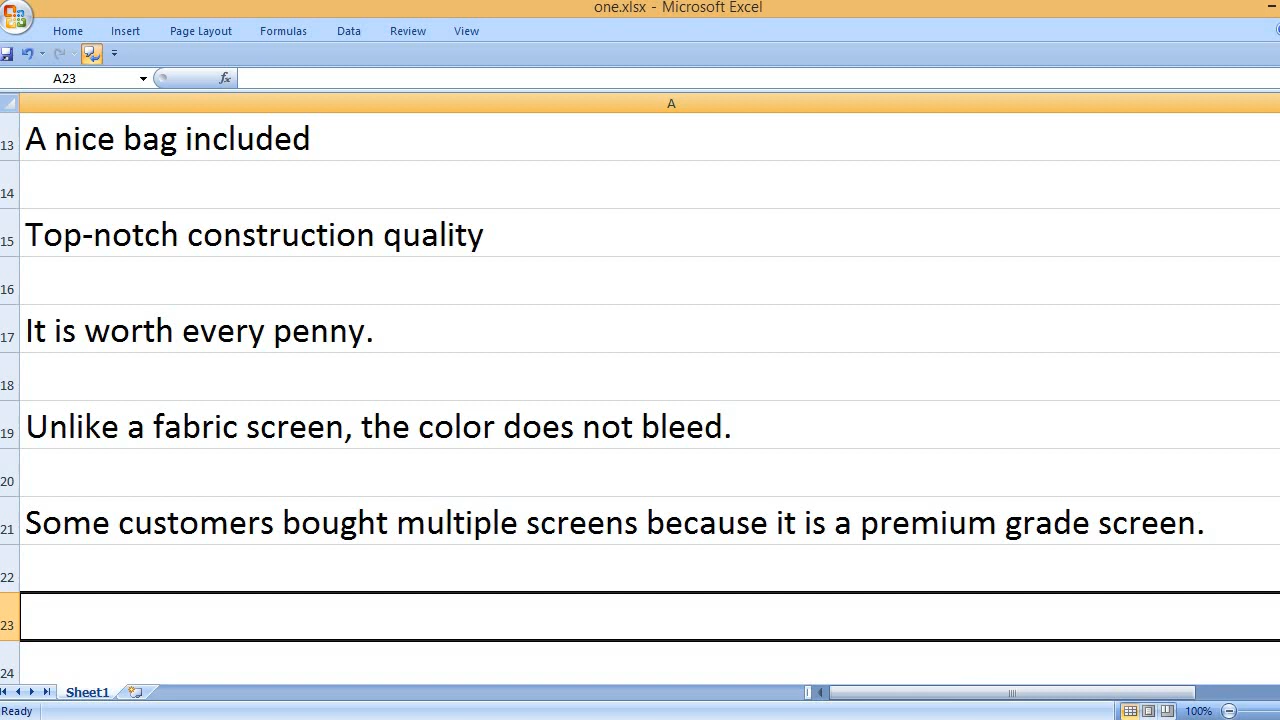 one.xlsx - Microsoft Excel
Home Insert Page Layout Formulas Data Review View
A23 fx
A
13 A nice bag included
14
15 Top-notch construction quality
16
17 It is worth every penny.
18
19 Unlike a fabric screen, the color does not bleed.
20
21 Some customers bought multiple screens because it is a premium grade screen.
22
23
24
Sheet1
Ready 100%